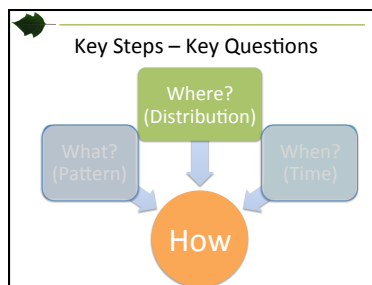 Key Steps – Key Questions
Where?
(Distribution)
What?
(Pattern)
When?
(Time)
How